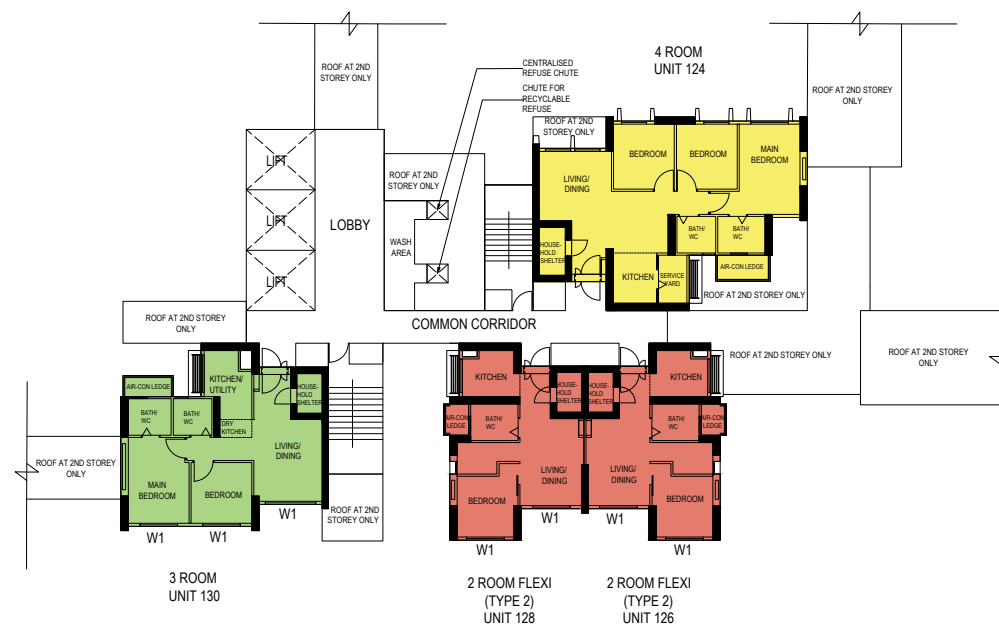 4 ROOM
UNIT 124
CENTRALISED
REFUSE CHUTE
CHUTE FOR
RECYCLABLE
REFUSE
ROOF AT 2ND
STOREY ONLY
ROOF AT 2ND STOREY
ONLY
ROOF AT 2ND
STOREY ONLY
BEDROOM
BEDROOM
MAIN
BEDROOM
LIFT
LIFT
LIFT
LOBBY
ROOF AT 2ND
STOREY ONLY
WASH
AREA
LIVING/
DINING
HOUSE-
HOLD
SHELTER
BATH/
WC
BATH/
WC
KITCHEN
SERVICE
YARD
AIR-CON LEDGE
ROOF AT 2ND STOREY
ONLY
ROOF AT 2ND STOREY
ONLY
COMMON CORRIDOR
ROOF AT 2ND STOREY
ONLY
ROOF AT 2ND STOREY
ONLY
KITCHEN/
UTILITY
AIR-CON LEDGE
HOUSE-
HOLD
SHELTER
BATH/
WC
BATH/
WC
DRY
KITCHEN
LIVING/
DINING
ROOF AT 2ND STOREY
ONLY
MAIN
BEDROOM
BEDROOM
ROOF AT 2ND
STOREY ONLY
W1
W1
W1
3 ROOM
UNIT 130
KITCHEN
HOUSE-
HOLD
SHELTER
HOUSE-
HOLD
SHELTER
KITCHEN
AIR-CON
LEDGE
BATH/
WC
BATH/
WC
AIR-CON
LEDGE
LIVING/
DINING
LIVING/
DINING
BEDROOM
BEDROOM
W1
W1
W1
W1
2 ROOM FLEXI
(TYPE 2)
UNIT 128
2 ROOM FLEXI
(TYPE 2)
UNIT 126